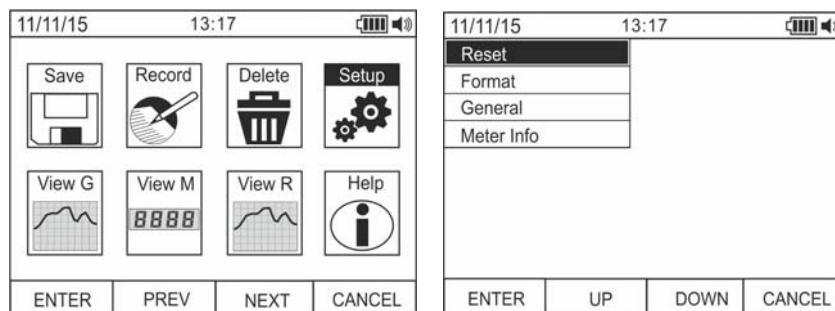 11/11/15 13:17
Save Record Delete Setup
View G View M View R Help
8888
ENTER PREV NEXT CANCEL
11/11/15 13:17
Reset
Format
General
Meter Info
ENTER UP DOWN CANCEL